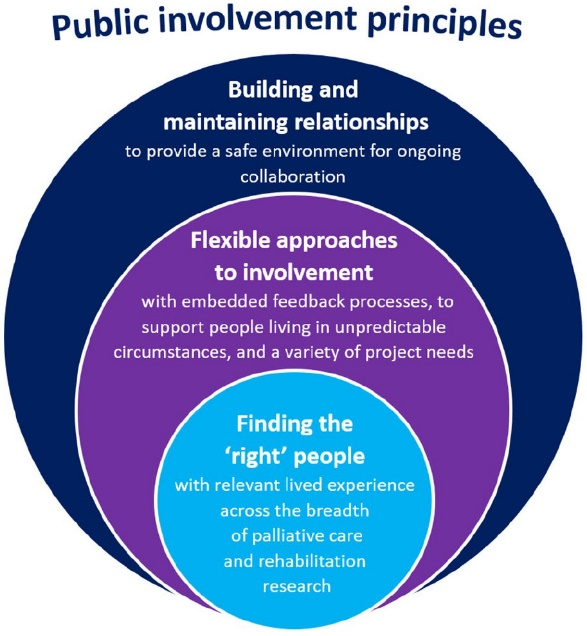 Public involvement principles
Building and
maintaining relationships
to provide a safe environment for ongoing
collaboration
Flexible approaches
to involvement
with embedded feedback processes, to
support people living in unpredictable
circumstances, and a variety of project needs
Finding the
‘right’ people
with relevant lived experience
across the breadth
of palliative care
and rehabilitation
research